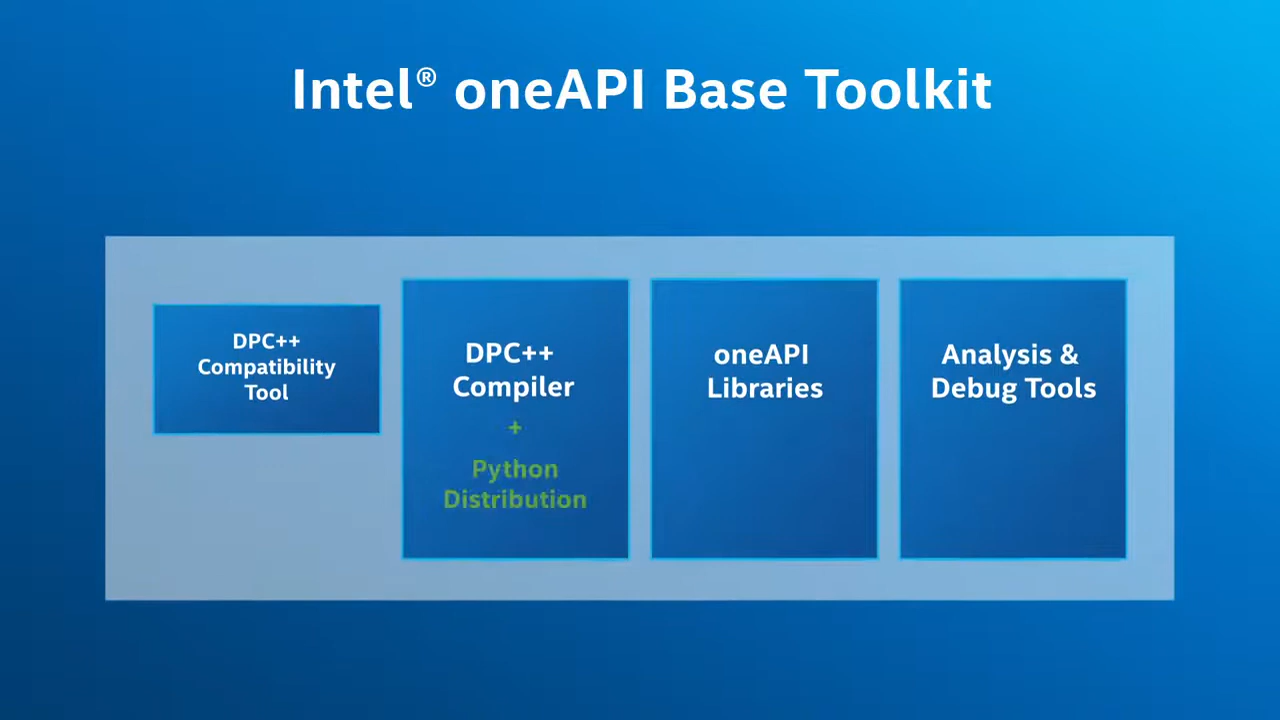 Intel® oneAPI Base Toolkit
DPC++
Compatibility
Tool
DPC++
Compiler
+
Python
Distribution
oneAPI
Libraries
Analysis &
Debug Tools